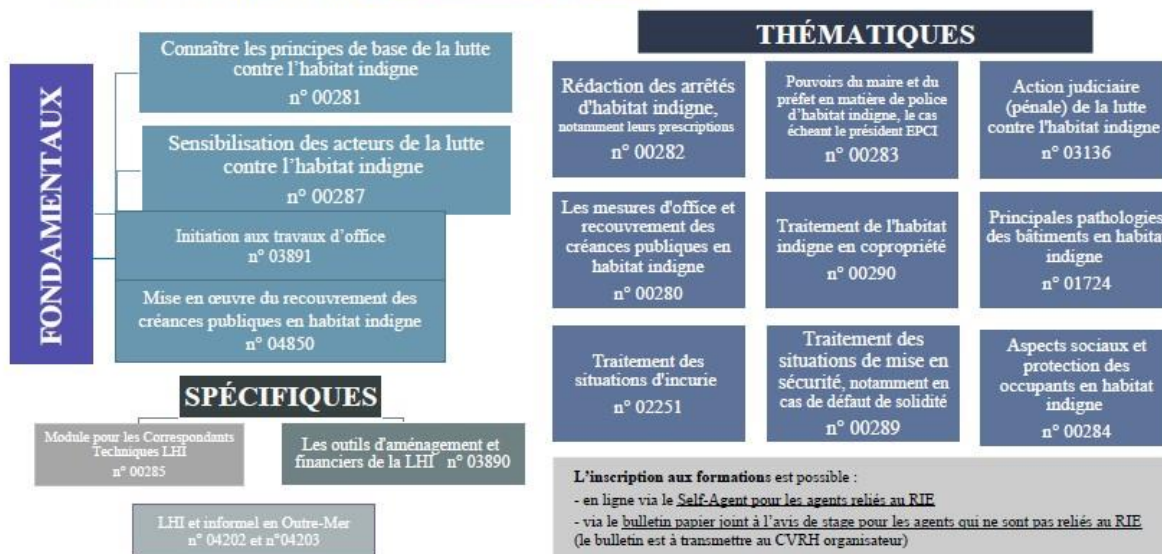 FONDAMENTAUX
Connaître les principes de base de la lutte
contre l'habitat indigne
n° 00281
Sensibilisation des acteurs de la lutte
contre l'habitat indigne
n° 00287
Initiation aux travaux d'office
n° 03891
Mise en œuvre du recouvrement des
créances publiques en habitat indigne
n° 04850
SPÉCIFIQUES
Module pour les Correspondants
Techniques LHI
n° 00285
Les outils d'aménagement et
financiers de la LHI n° 03890
LHI et informel en Outre-Mer
n° 04202 et n°04203
THÉMATIQUES
Rédaction des arrêtés
d'habitat indigne,
notamment leurs prescriptions
n° 00282
Pouvoirs du maire et du
préfet en matière de police
d'habitat indigne, le cas
échéant le président EPCI
n° 00283
Action judiciaire
(pénale) de la lutte
contre l'habitat indigne
n° 03136
Les mesures d'office et
recouvrement des
créances publiques en
habitat indigne
n° 00280
Traitement de l'habitat
indigne en copropriété
n° 00290
Principales pathologies
des bâtiments en habitat
indigne
n° 01724
Traitement des
situations d'incurie
n° 02251
Traitement des
situations de mise en
sécurité, notamment en
cas de défaut de solidité
n° 00289
Aspects sociaux et
protection des
occupants en habitat
indigne
n° 00284
L'inscription aux formations est possible :
- en ligne via le Self-Agent pour les agents reliés au RIE
- via le bulletin papier joint à l'avis de stage pour les agents qui ne sont pas reliés au RIE
(le bulletin est à transmettre au CVRH organisateur)